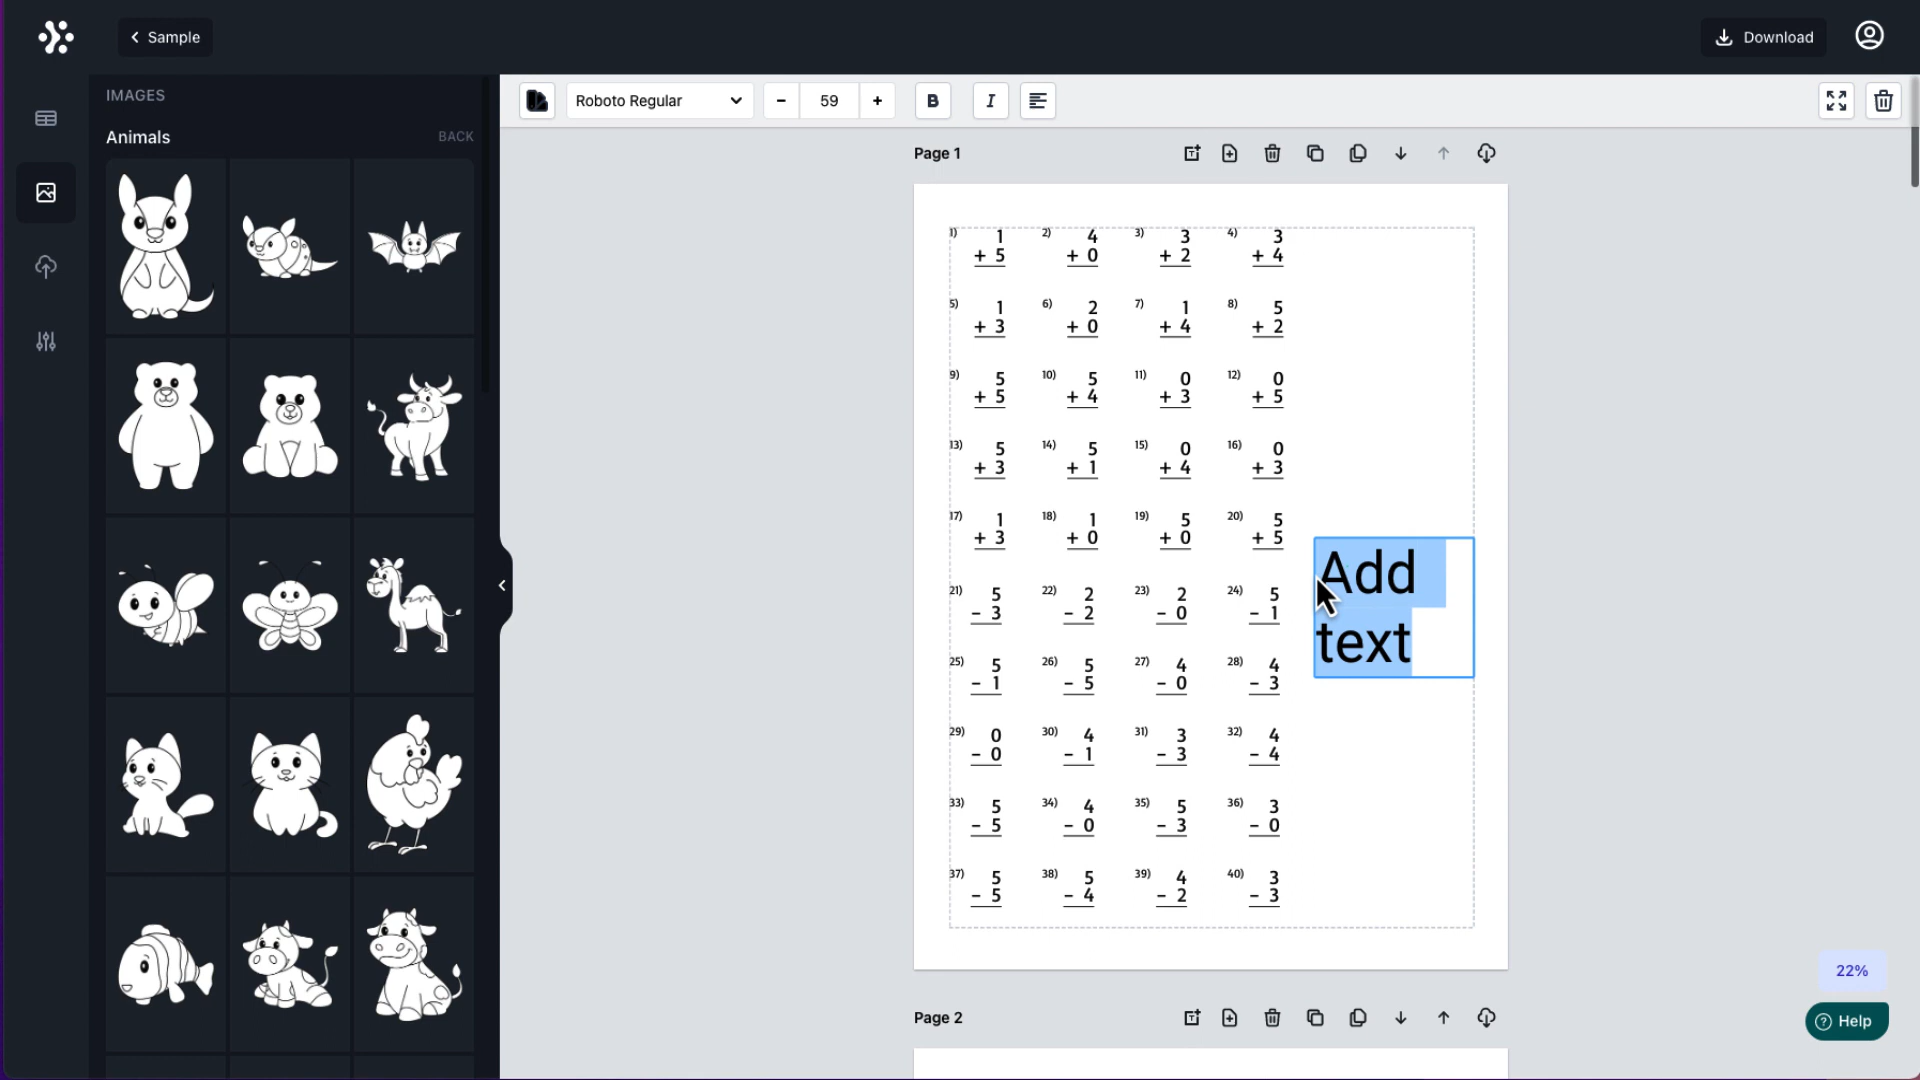 Sample
Download
IMAGES
Animals
BACK
Roboto Regular
- 59 +
B I
Page 1
1) 1 2) 4 3) 3 4) 3
+ 5 + 0 + 2 + 4
5) 1 6) 2 7) 1 8) 5
+ 3 + 0 + 4 + 2
9) 5 10) 5 11) 0 12) 0
+ 5 + 4 + 3 + 5
13) 5 14) 5 15) 0 16) 0
+ 3 + 1 + 4 + 3
17) 1 18) 1 19) 5 20) 5
+ 3 + 0 + 0 + 5
21) 5 22) 2 23) 2 24) 5
- 3 - 2 - 0 - 1
25) 5 26) 5 27) 4 28) 4
- 1 - 5 - 0 - 3
29) 0 30) 4 31) 3 32) 4
- 0 - 1 - 3 - 4
33) 5 34) 4 35) 5 36) 3
- 5 - 0 - 3 - 0
37) 5 38) 5 39) 4 40) 3
- 5 - 4 - 2 - 3
Add
text
22%
Help
Page 2